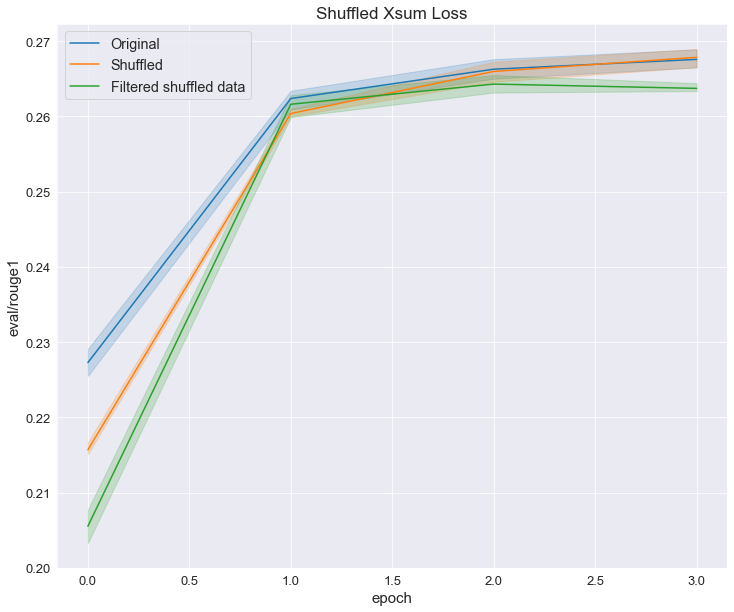 Shuffled Xsum Loss
Original
Shuffled
Filtered shuffled data
eval/rouge1
0.27
0.26
0.25
0.24
0.23
0.22
0.21
0.20
0.0 0.5 1.0 1.5 2.0 2.5 3.0
epoch